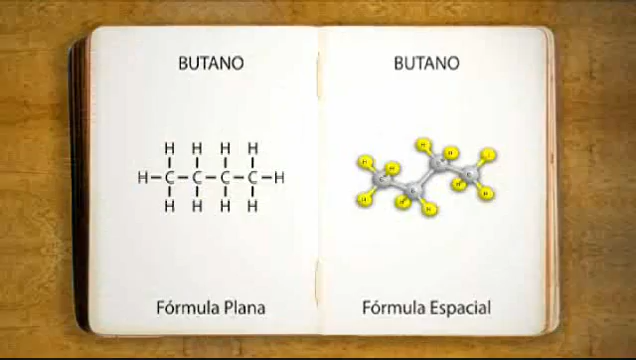 BUTANO
H H H H
H-C-C-C-C-H
H H H H
Fórmula Plana
BUTANO
H H H H H H H H H H
C C C C
Fórmula Espacial